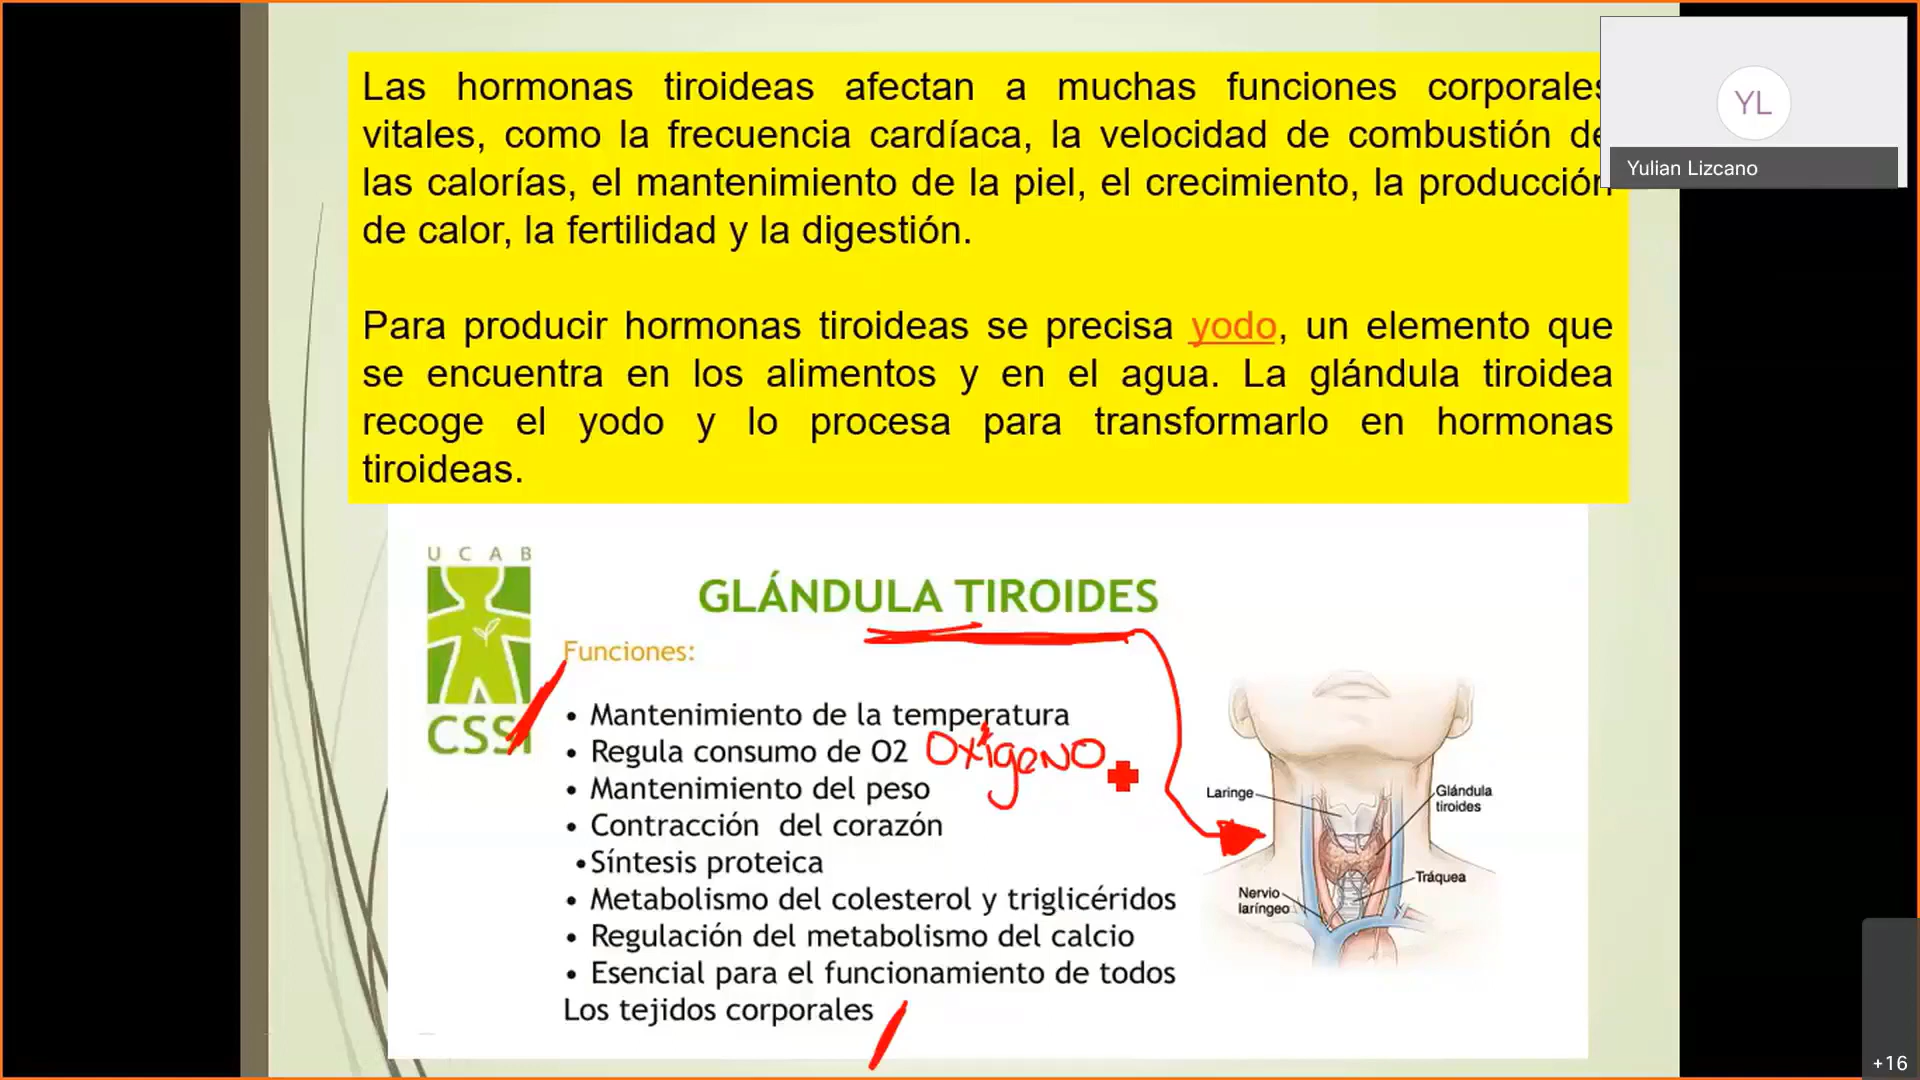 Las hormonas tiroideas afectan a muchas funciones corporales
vitales, como la frecuencia cardíaca, la velocidad de combustión de
las calorías, el mantenimiento de la piel, el crecimiento, la producción
de calor, la fertilidad y la digestión.
Para producir hormonas tiroideas se precisa yodo, un elemento que
se encuentra en los alimentos y en el agua. La glándula tiroidea
recoge el yodo y lo procesa para transformarlo en hormonas
tiroideas.
YL
Yulian Lizcano
UCAB
CSSI
GLÁNDULA TIROIDES
Funciones:
• Mantenimiento de la temperatura
• Regula consumo de O2 OxígeNO
• Mantenimiento del peso
• Contracción del corazón
• Síntesis proteica
• Metabolismo del colesterol y triglicéridos
• Regulación del metabolismo del calcio
• Esencial para el funcionamiento de todos
Los tejidos corporales
Laringe
Glándula
tiroides
Tráquea
Nervio
laríngeo
+16